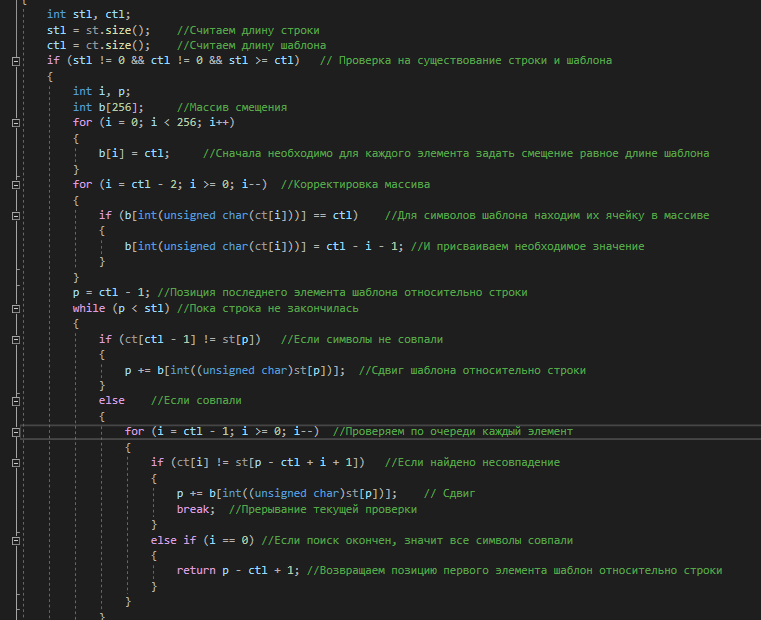 {
int stl, ctl;
stl = st.size();    //Считаем длину строки
ctl = ct.size();    //Считаем длину шаблона
if (stl != 0 && ctl != 0 && stl >= ctl)   // Проверка на существование строки и шаблона
{
int i, p;
int b[256];     //Массив смещения
for (i = 0; i < 256; i++)
{
b[i] = ctl;     //Сначала необходимо для каждого элемента задать смещение равное длине шаблона
}
for (i = ctl - 2; i >= 0; i--)  //Корректировка массива
{
if (b[int(unsigned char(ct[i]))] == ctl)    //Для символов шаблона находим их ячейку в массиве
{
b[int(unsigned char(ct[i]))] = ctl - i - 1; //И присваиваем необходимое значение
}
}
p = ctl - 1; //Позиция последнего элемента шаблона относительно строки
while (p < stl) //Пока строка не закончилась
{
if (ct[ctl - 1] != st[p])   //Если символы не совпали
{
p += b[int((unsigned char)st[p])];  //Сдвиг шаблона относительно строки
}
else    //Если совпали
{
for (i = ctl - 1; i >= 0; i--)  //Проверяем по очереди каждый элемент
{
if (ct[i] != st[p - ctl + i + 1])   //Если найдено несовпадение
{
p += b[int((unsigned char)st[p])];    // Сдвиг
break;  //Прерывание текущей проверки
}
else if (i == 0) //Если поиск окончен, значит все символы совпали
{
return p - ctl + 1; //Возвращаем позицию первого элемента шаблон относительно строки
}
}
}